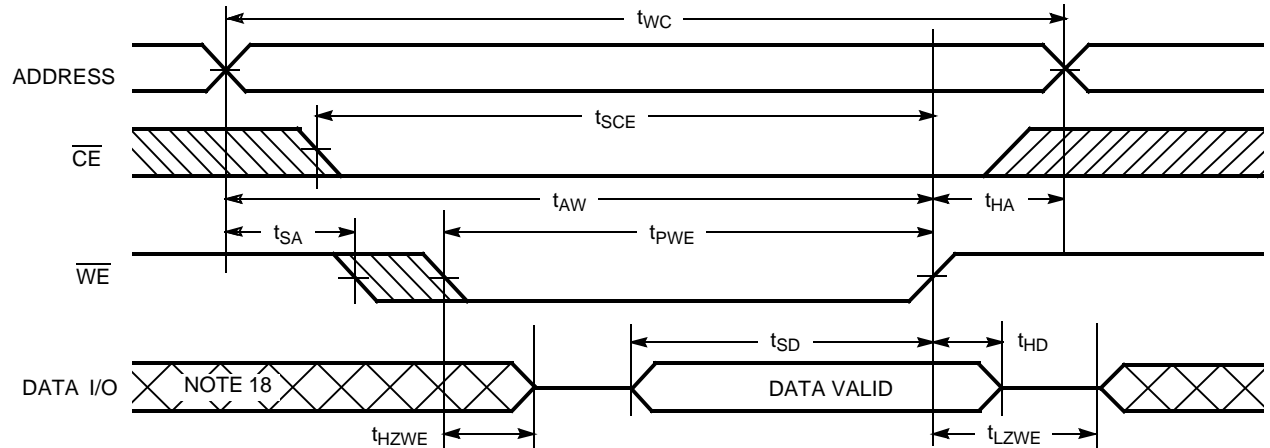 tWC
ADDRESS
tSCE
CE
tAW
tHA
tSA
tPWE
WE
tSD
tHD
DATA I/O
NOTE 18
DATA VALID
tHZWE
tLZWE